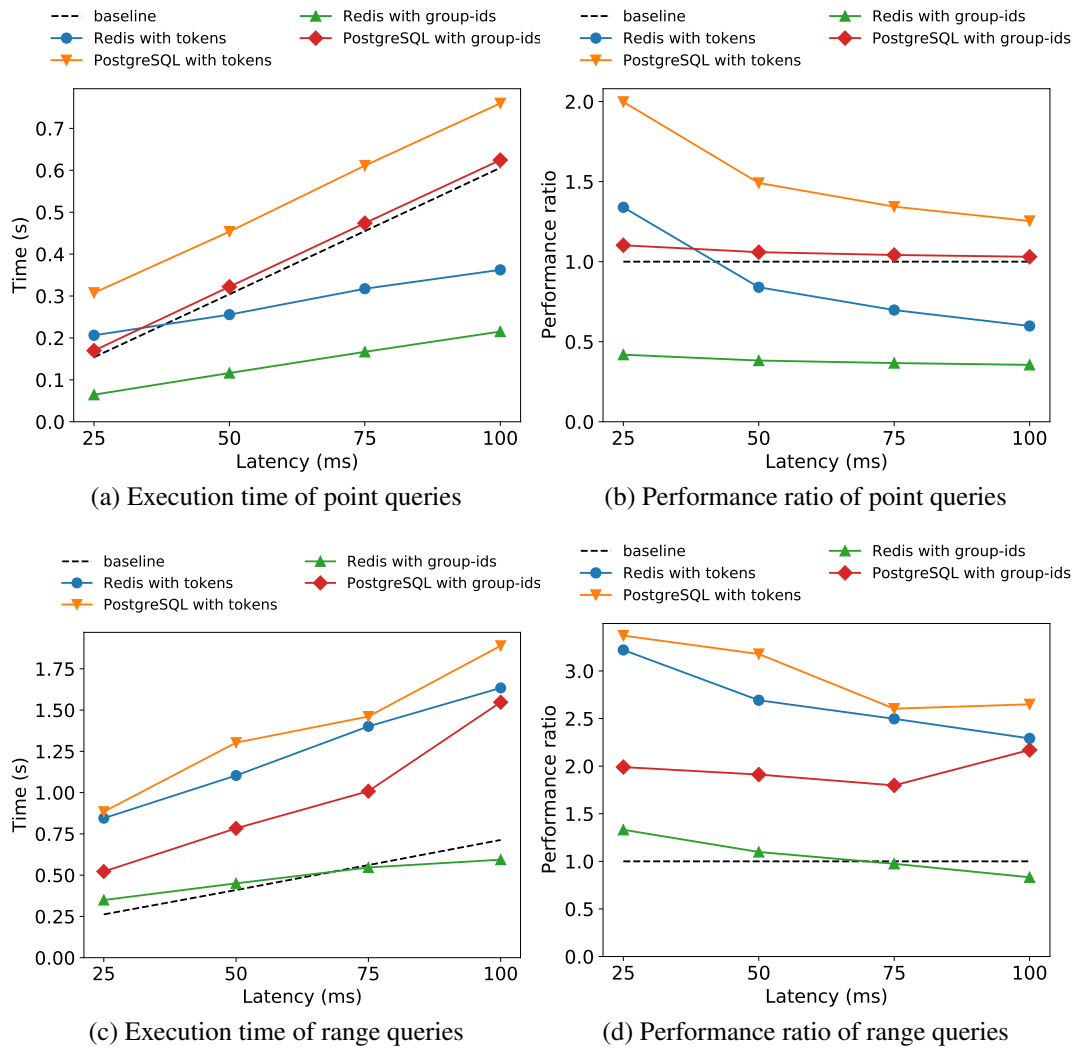 baseline
Redis with tokens
PostgreSQL with tokens
Redis with group-ids
PostgreSQL with group-ids
Time (s)
0.7
0.6
0.5
0.4
0.3
0.2
0.1
0.0
25 50 75 100
Latency (ms)
(a) Execution time of point queries
baseline
Redis with tokens
PostgreSQL with tokens
Redis with group-ids
PostgreSQL with group-ids
Performance ratio
2.0
1.5
1.0
0.5
0.0
25 50 75 100
Latency (ms)
(b) Performance ratio of point queries
baseline
Redis with tokens
PostgreSQL with tokens
Redis with group-ids
PostgreSQL with group-ids
Time (s)
1.75
1.50
1.25
1.00
0.75
0.50
0.25
0.00
25 50 75 100
Latency (ms)
(c) Execution time of range queries
baseline
Redis with tokens
PostgreSQL with tokens
Redis with group-ids
PostgreSQL with group-ids
Performance ratio
3.0
2.5
2.0
1.5
1.0
0.5
0.0
25 50 75 100
Latency (ms)
(d) Performance ratio of range queries